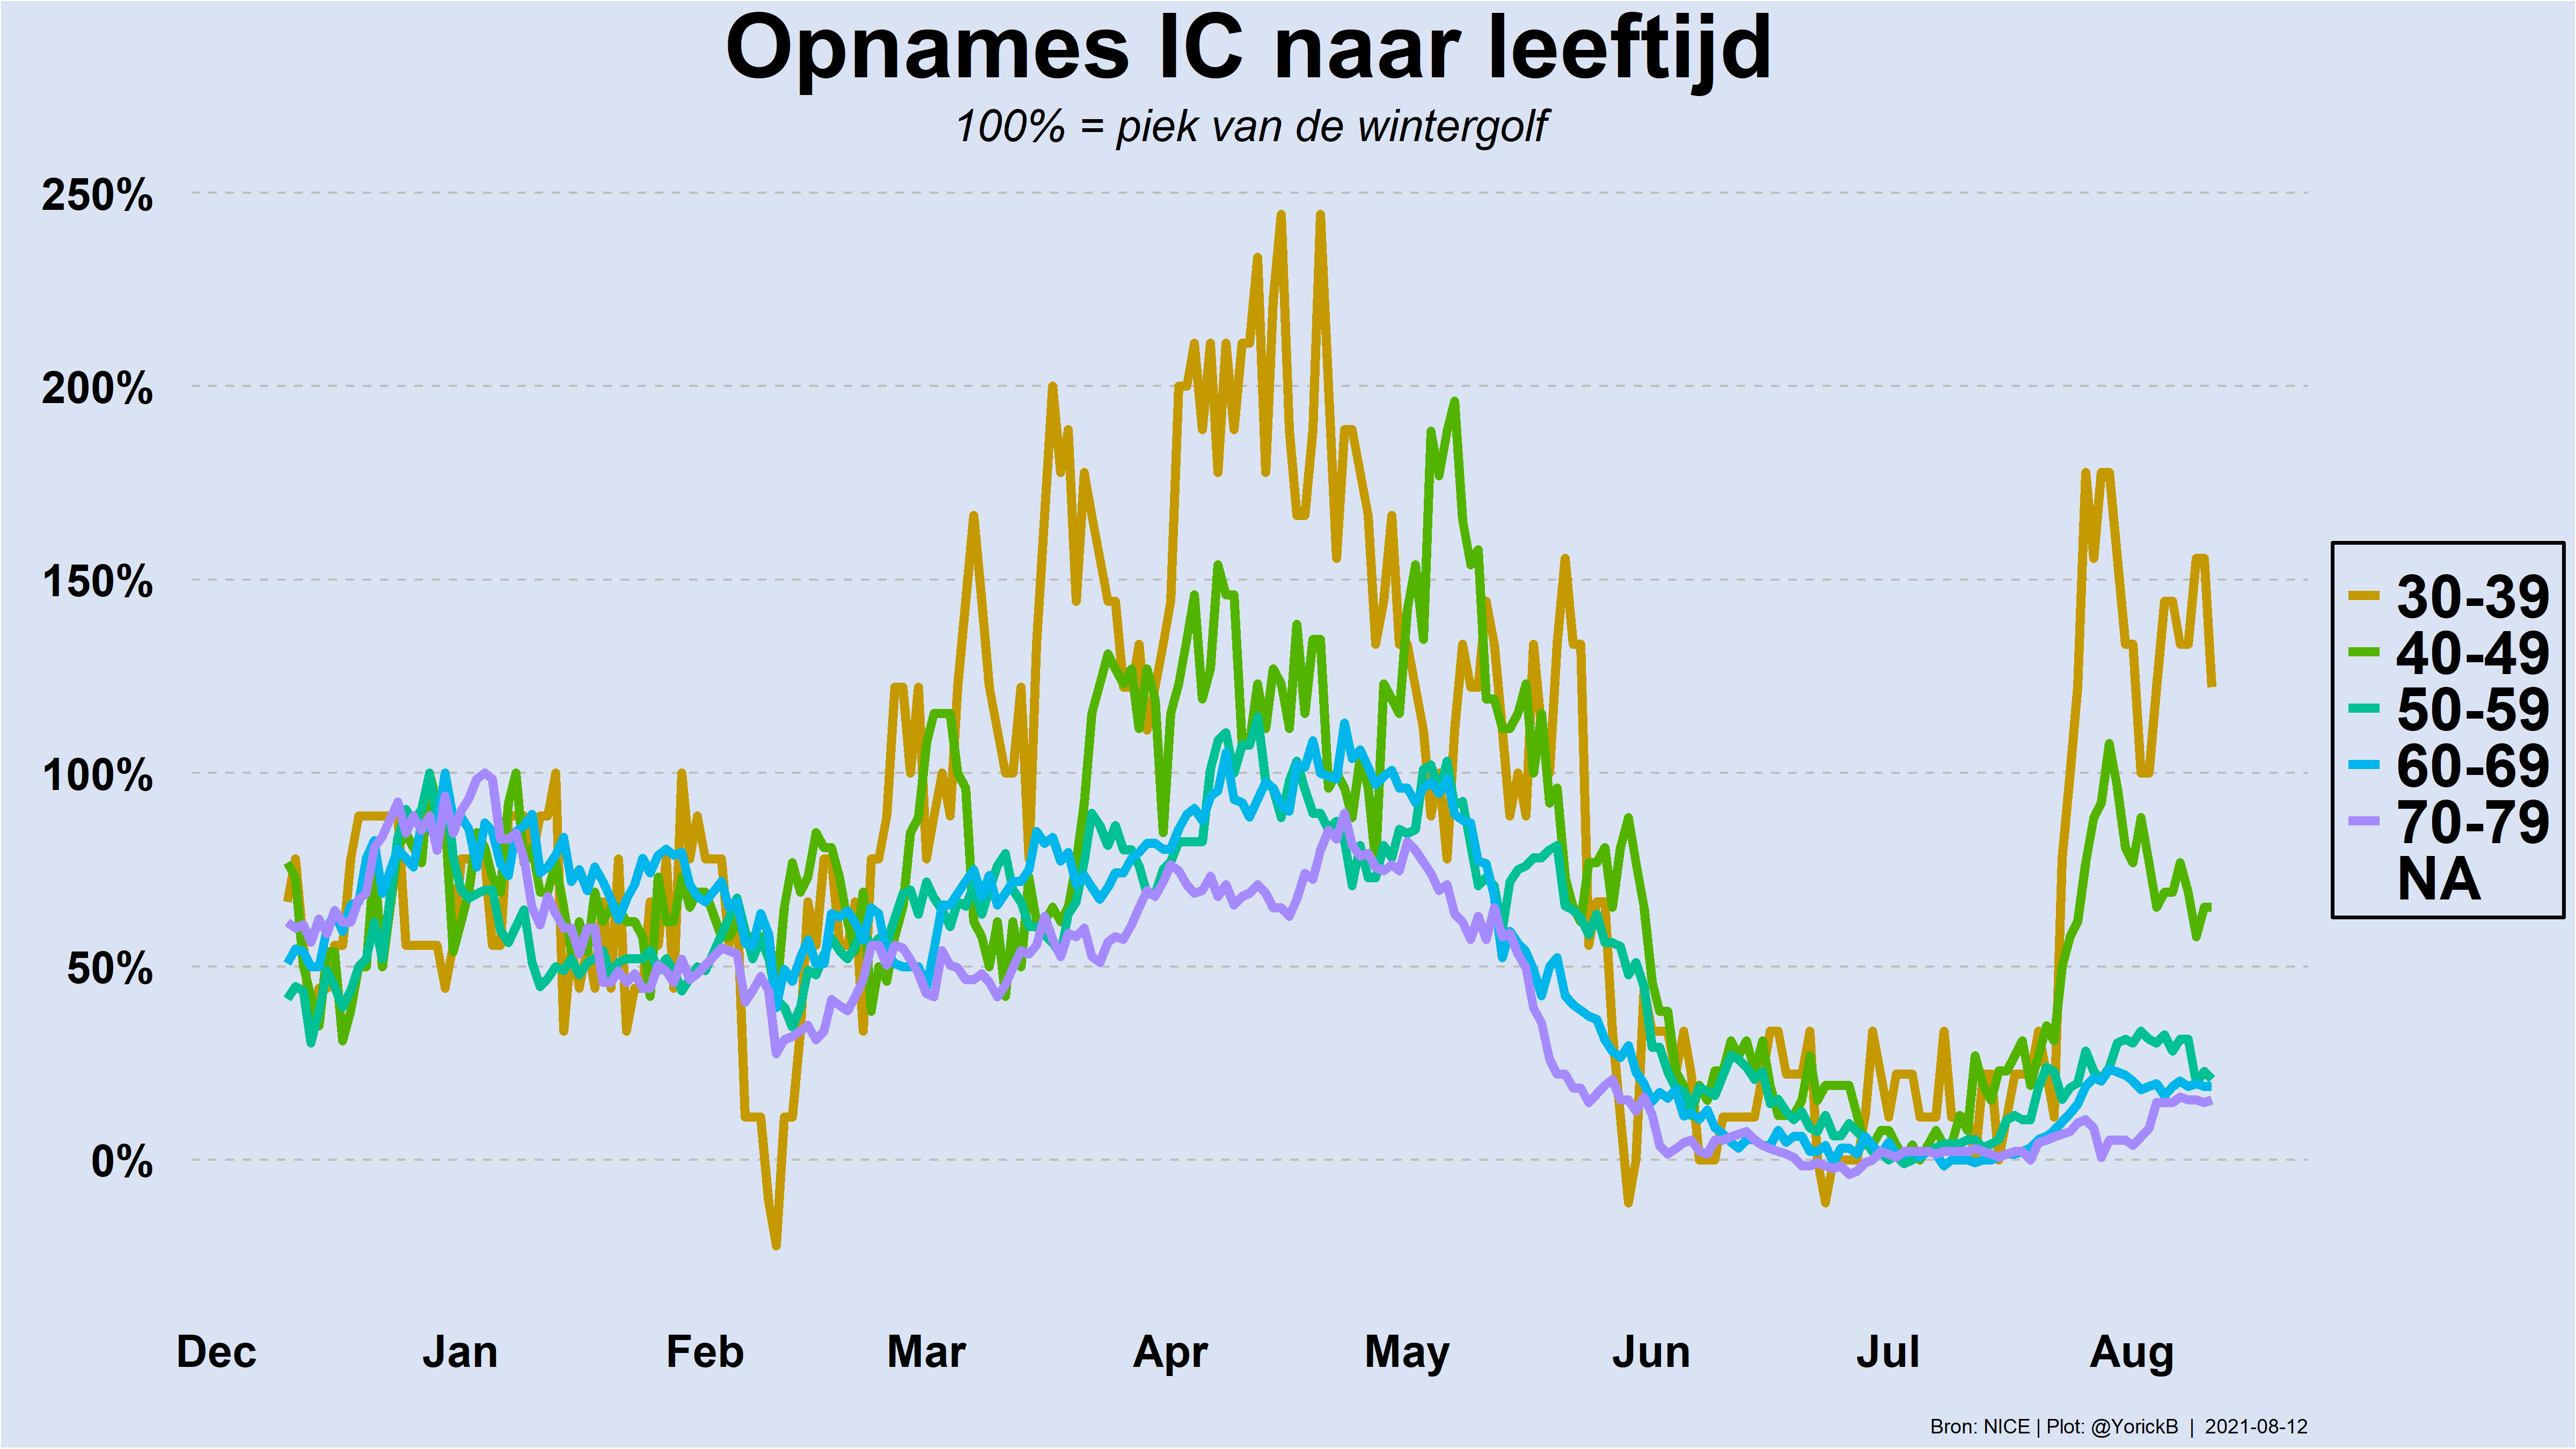 Opnames IC naar leeftijd
100% = piek van de wintergolf
250%
200%
150%
100%
50%
0%
30-39
40-49
50-59
60-69
70-79
NA
Dec Jan Feb Mar Apr May Jun Jul Aug
Bron: NICE | Plot: @YorickB | 2021-08-12